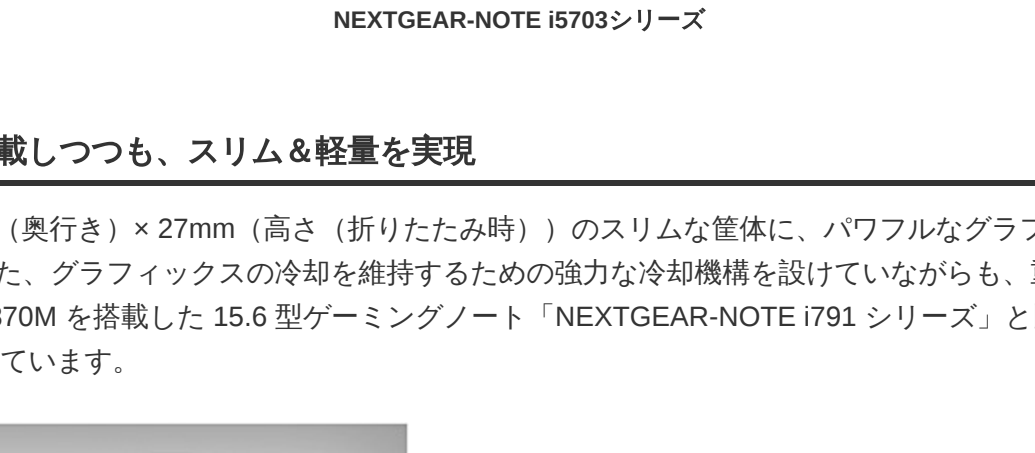 NEXTGEAR-NOTE i5703シリーズ
載しつつも、スリム＆軽量を実現
（奥行き）× 27mm（高さ（折りたたみ時））のスリムな筐体に、パワフルなグラフ
た、グラフィックスの冷却を維持するための強力な冷却機構を設けていながらも、
870M を搭載した 15.6 型ゲーミングノート「NEXTGEAR-NOTE i791 シリーズ」と
ています。